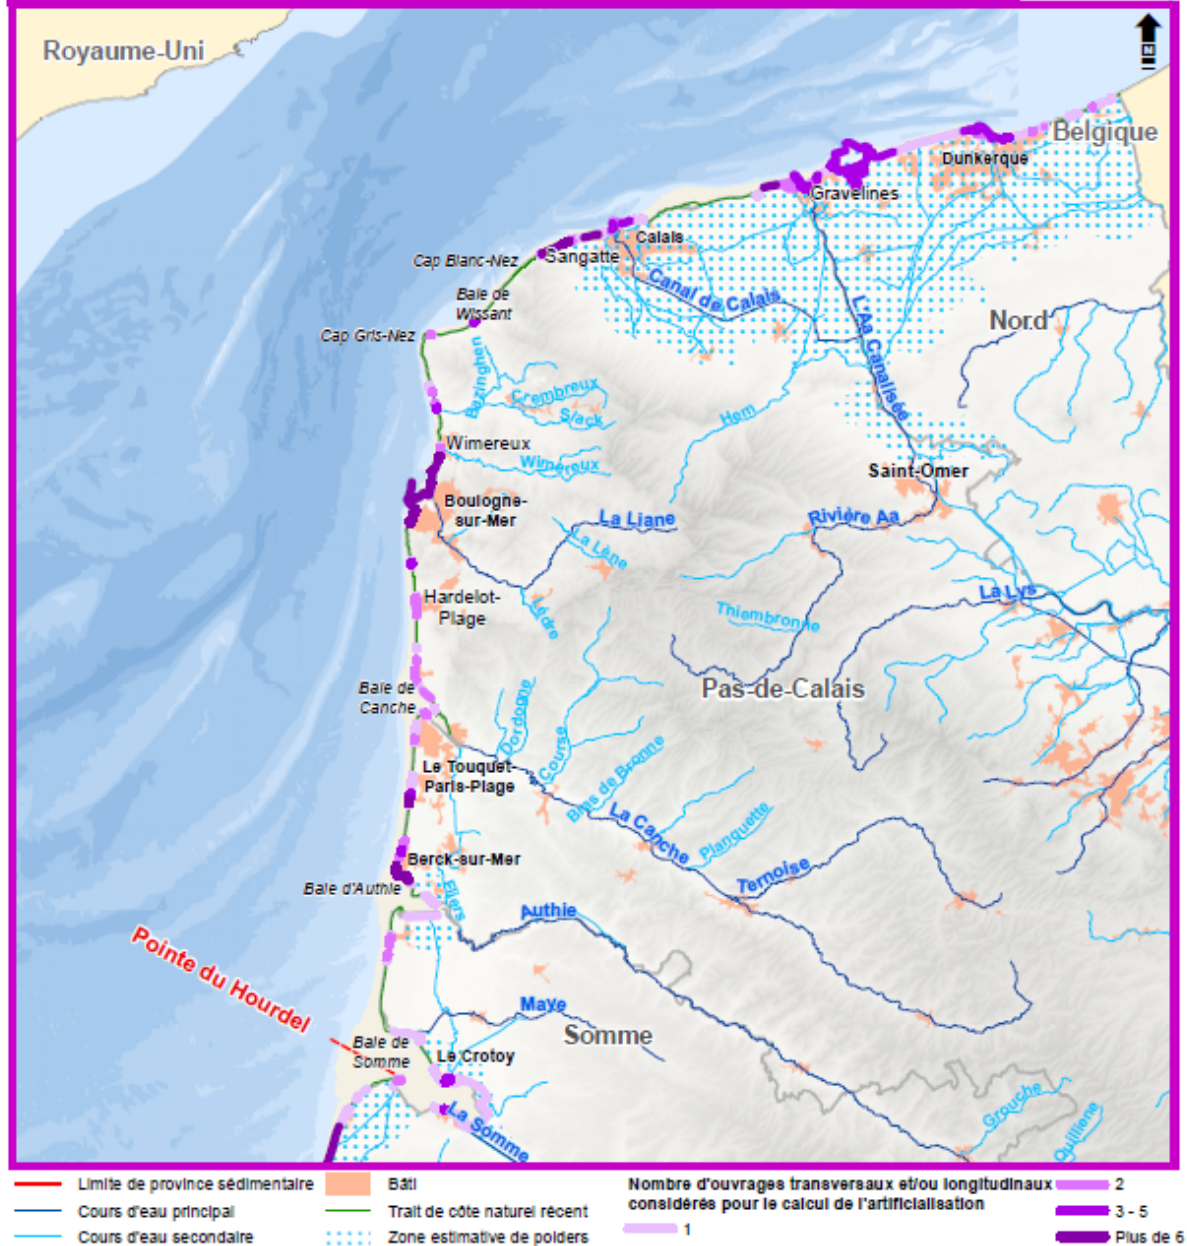 Royaume-Uni
N
Belgique
Dunkerque
Gravelines
Calais
Sangatte
Cap Blanc-Nez
Canal de Calais
Baie de
Wissant
L'Aa Canalisée
Nord
Cap Gris-Nez
Bazinghen
Crembreux
Slack
Hem
Wimereux
Wimereux
Saint-Omer
Boulogne-
sur-Mer
La Liane
Rivière Aa
La Lène
La Lys
Hardelot-
Plage
Lèdre
Thiembronne
Baie de
Canche
Pas-de-Calais
Dordogne
Course
Bras de Bronne
Le Touquet-
Paris-Plage
La Canche
Planquette
Berck-sur-Mer
Ternoise
Baie d'Authie
Fliers
Authie
Pointe du Hourdel
Maye
Somme
Baie de
Somme
Le Crotoy
La Somme
Grouche
Quilliene
Limite de province sédimentaire
Cours d'eau principal
Cours d'eau secondaire
Bâti
Trait de côte naturel récent
Zone estimative de polders
Nombre d'ouvrages transversaux et/ou longitudinaux
considérés pour le calcul de l'artificialisation
1
2
3 - 5
Plus de 6